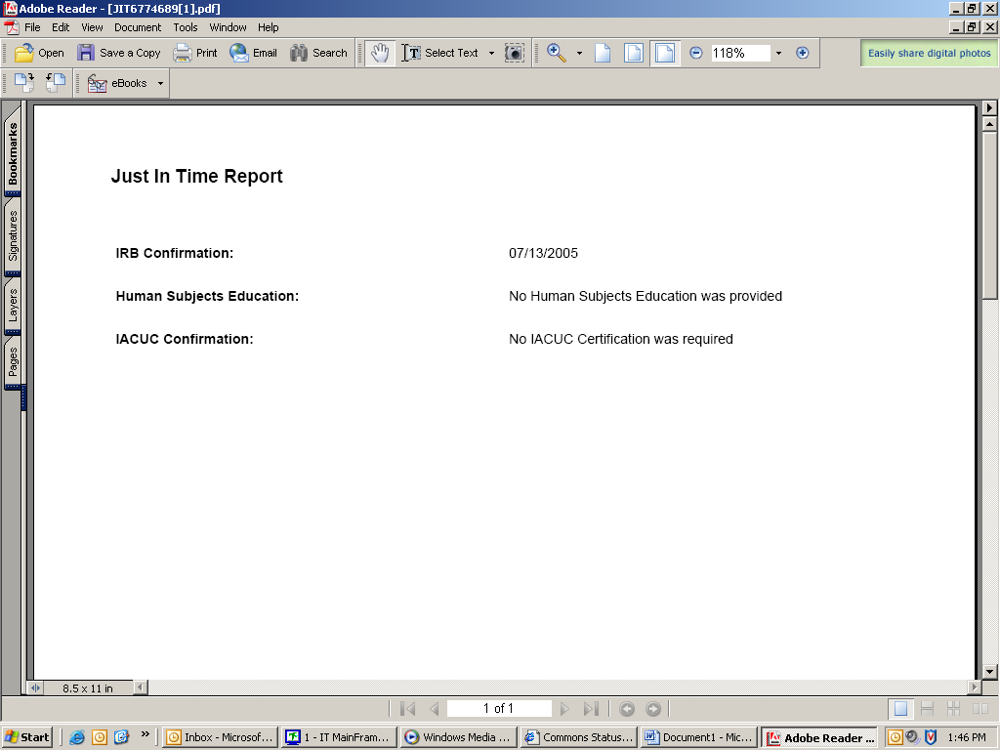 Adobe Reader - [JIT6774689[1].pdf]
File Edit View Document Tools Window Help
Open Save a Copy Print Email Search Select Text 118% Easily share digital photos
eBooks
Bookmarks
Signatures
Layers
Pages
Just In Time Report
IRB Confirmation: 07/13/2005
Human Subjects Education: No Human Subjects Education was provided
IACUC Confirmation: No IACUC Certification was required
8.5 x 11 in
1 of 1
Start » Inbox - Microsof... 1 - IT MainFram... Windows Media ... Commons Status... Document1 - Mic... Adobe Reader ... 1:46 PM